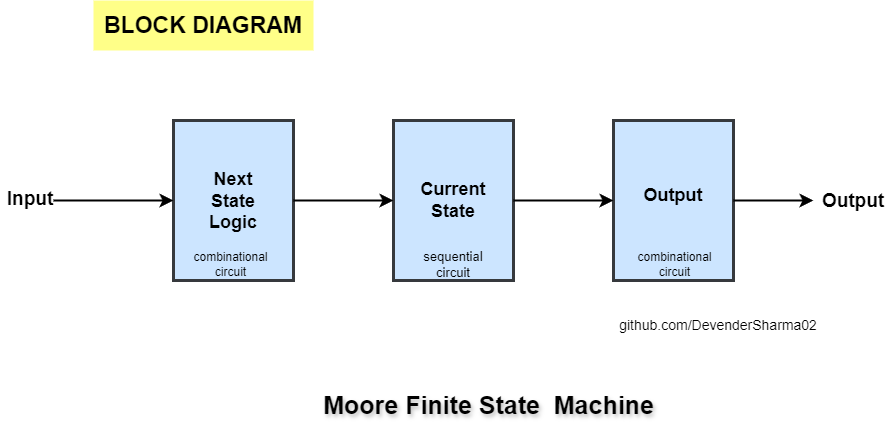 BLOCK DIAGRAM
Input
Next
State
Logic
combinational
circuit
Current
State
sequential
circuit
Output
combinational
circuit
Output
github.com/DevenderSharma02
Moore Finite State Machine